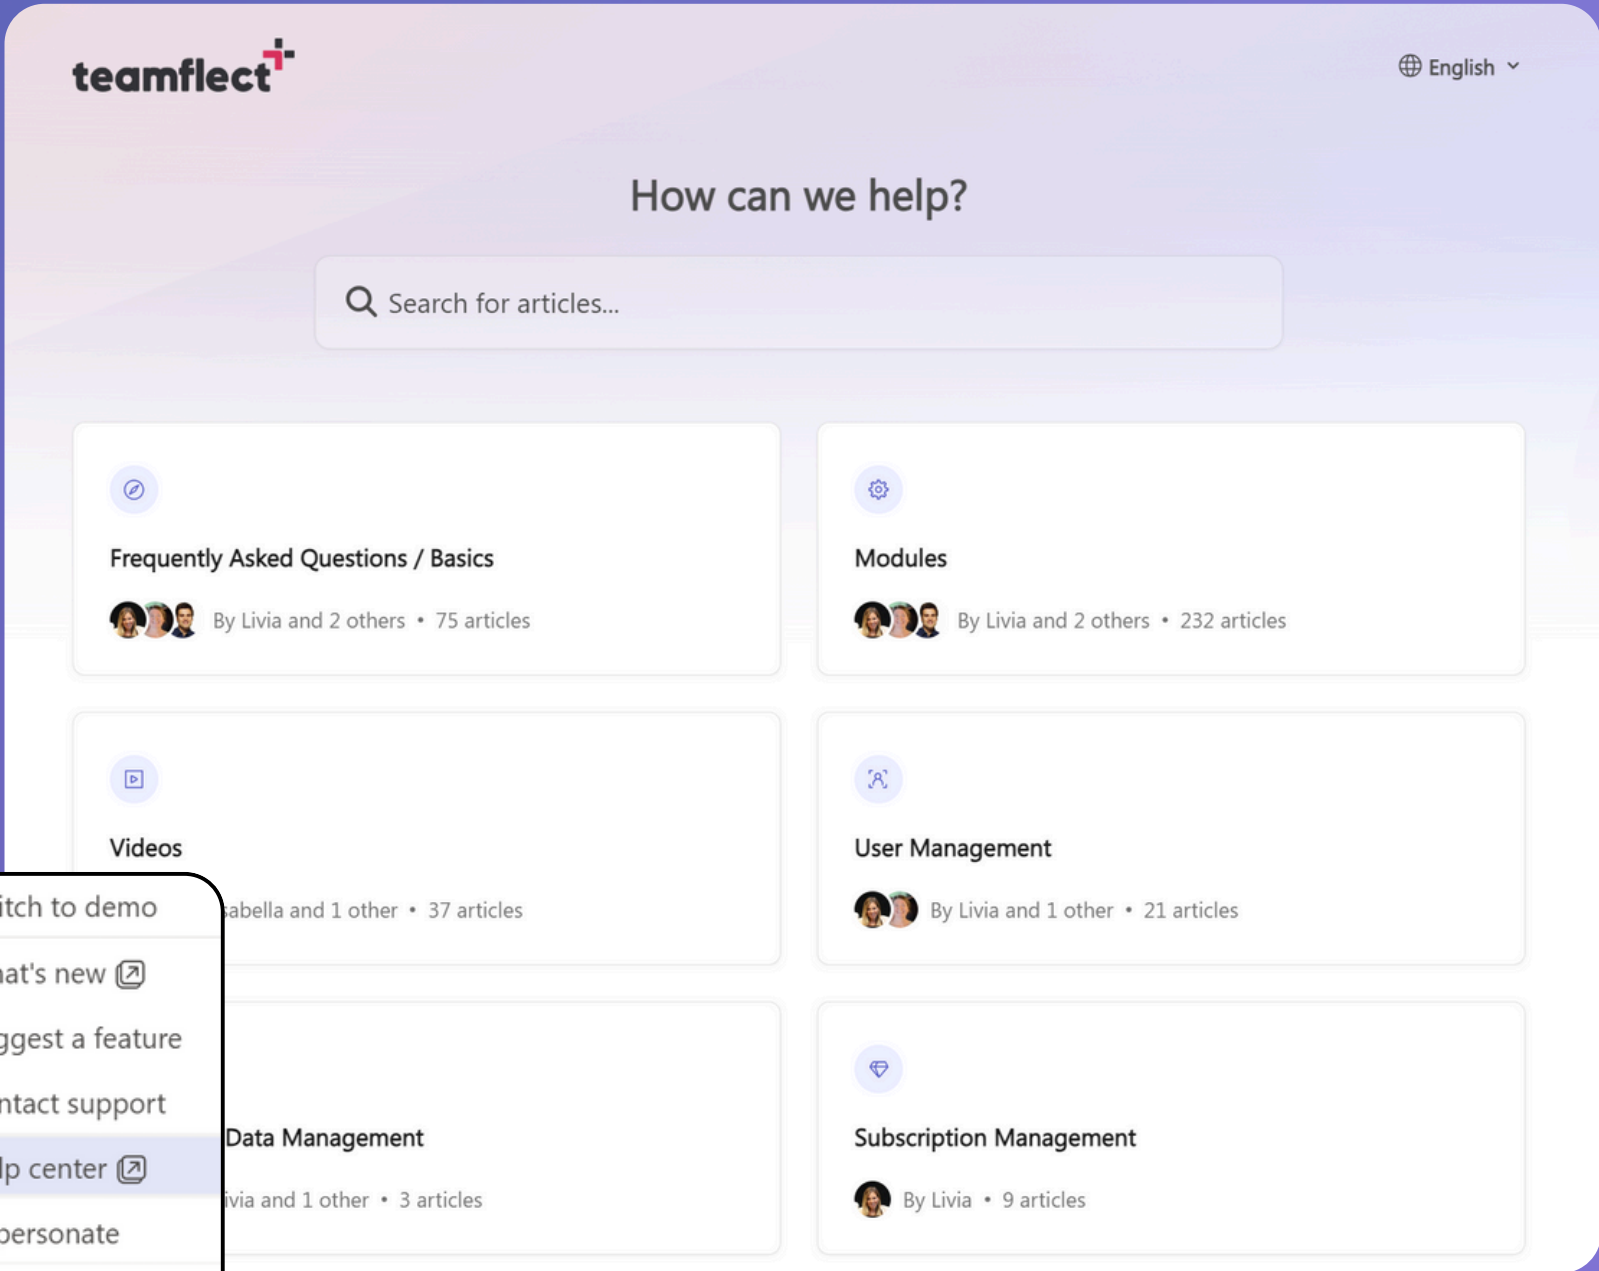 teamflect
English
How can we help?
Search for articles...
Frequently Asked Questions / Basics
By Livia and 2 others • 75 articles
Modules
By Livia and 2 others • 232 articles
Videos
sabella and 1 other • 37 articles
User Management
By Livia and 1 other • 21 articles
Data Management
ivia and 1 other • 3 articles
Subscription Management
By Livia • 9 articles
itch to demo
at's new
ggest a feature
ntact support
lp center
personate